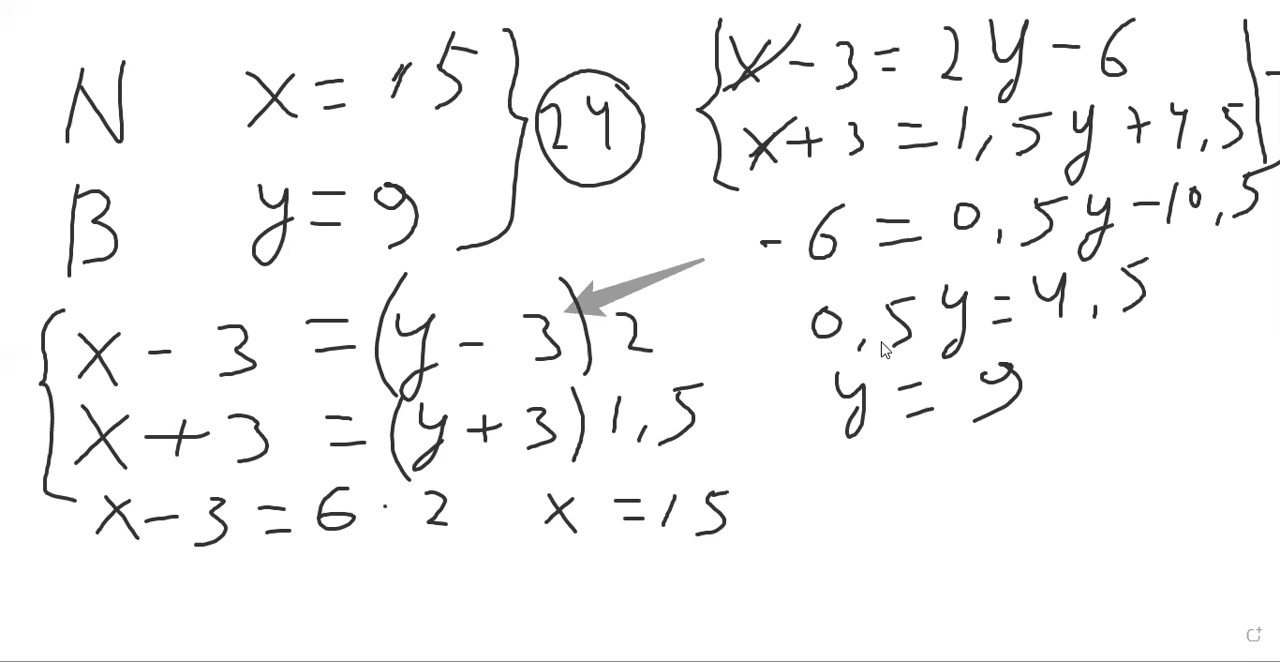 N x = 15
B y = 9
24
x - 3 = (y - 3) 2
x + 3 = (y + 3) 1,5
x - 3 = 6 · 2 x = 15
x - 3 = 2y - 6
x + 3 = 1,5y + 4,5
- 6 = 0,5y - 10,5
0,5y = 4,5
y = 9